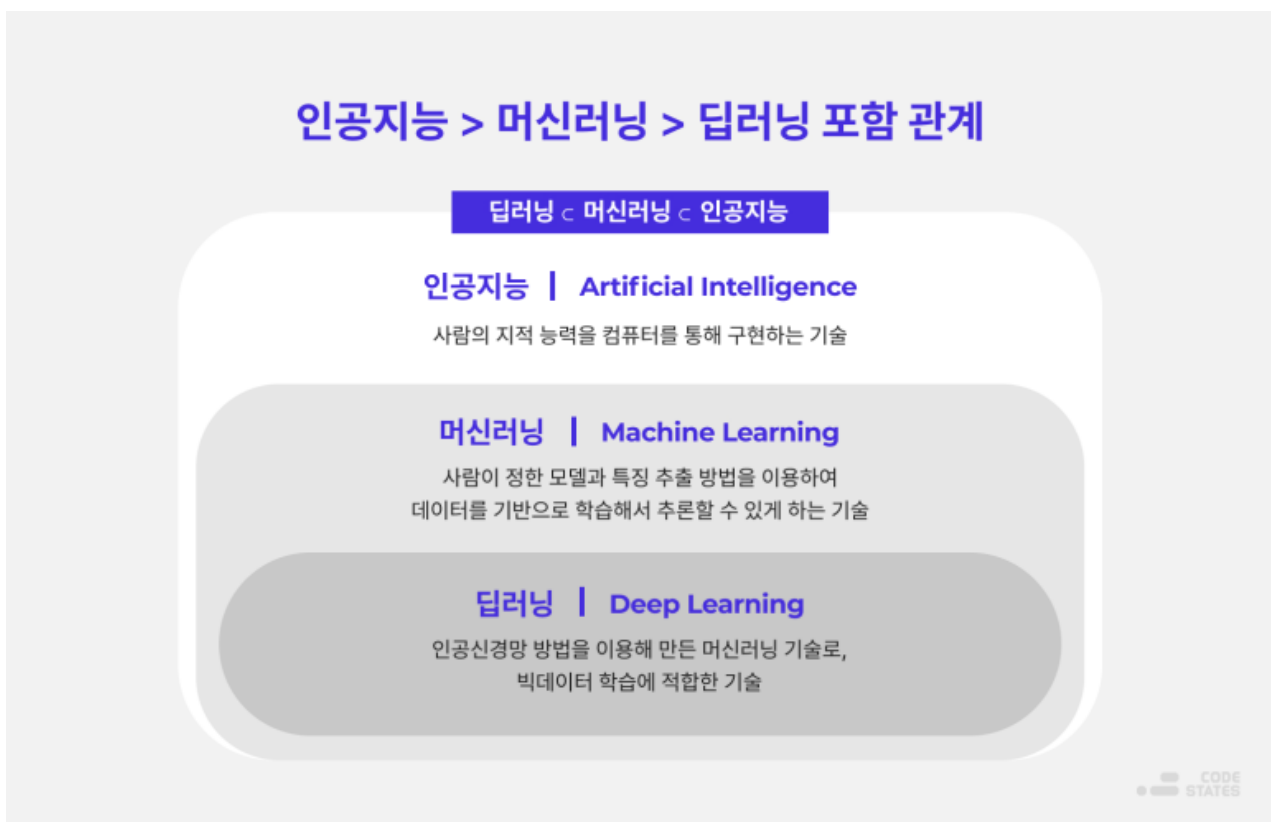 인공지능 > 머신러닝 > 딥러닝 포함 관계
딥러닝 ⊂ 머신러닝 ⊂ 인공지능
인공지능 | Artificial Intelligence
사람의 지적 능력을 컴퓨터를 통해 구현하는 기술
머신러닝 | Machine Learning
사람이 정한 모델과 특징 추출 방법을 이용하여
데이터를 기반으로 학습해서 추론할 수 있게 하는 기술
딥러닝 | Deep Learning
인공신경망 방법을 이용해 만든 머신러닝 기술로,
빅데이터 학습에 적합한 기술
CODE
STATES